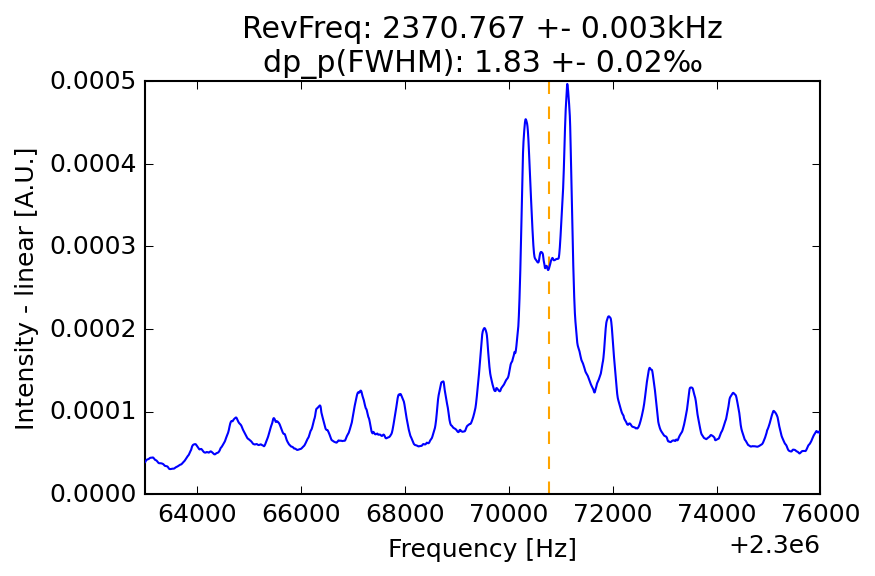 RevFreq: 2370.767 +- 0.003kHz
dp_p(FWHM): 1.83 +- 0.02‰
0.0005
0.0004
0.0003
0.0002
0.0001
0.0000
Intensity - linear [A.U.]
64000 66000 68000 70000 72000 74000 76000
+2.3e6
Frequency [Hz]